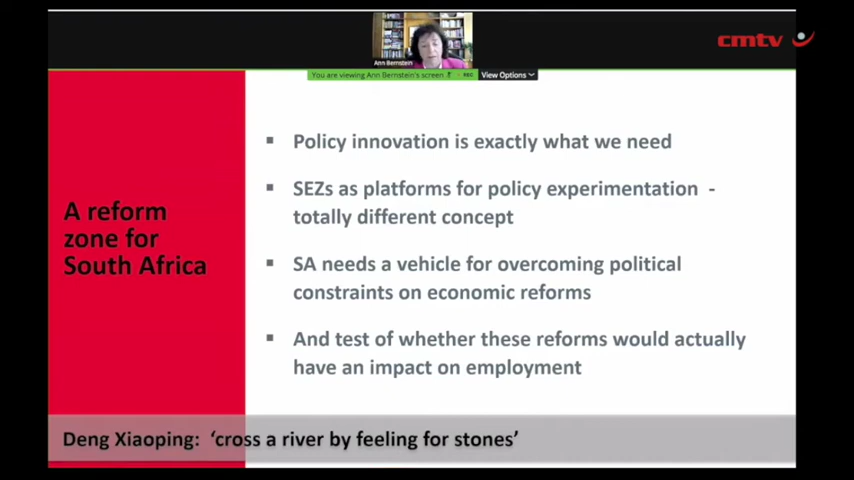 cmtv
Ann Bernstein
You are viewing Ann Bernstein's screen
REC
View Options
A reform
zone for
South Africa
▪ Policy innovation is exactly what we need
▪ SEZs as platforms for policy experimentation -
totally different concept
▪ SA needs a vehicle for overcoming political
constraints on economic reforms
▪ And test of whether these reforms would actually
have an impact on employment
Deng Xiaoping: ‘cross a river by feeling for stones’